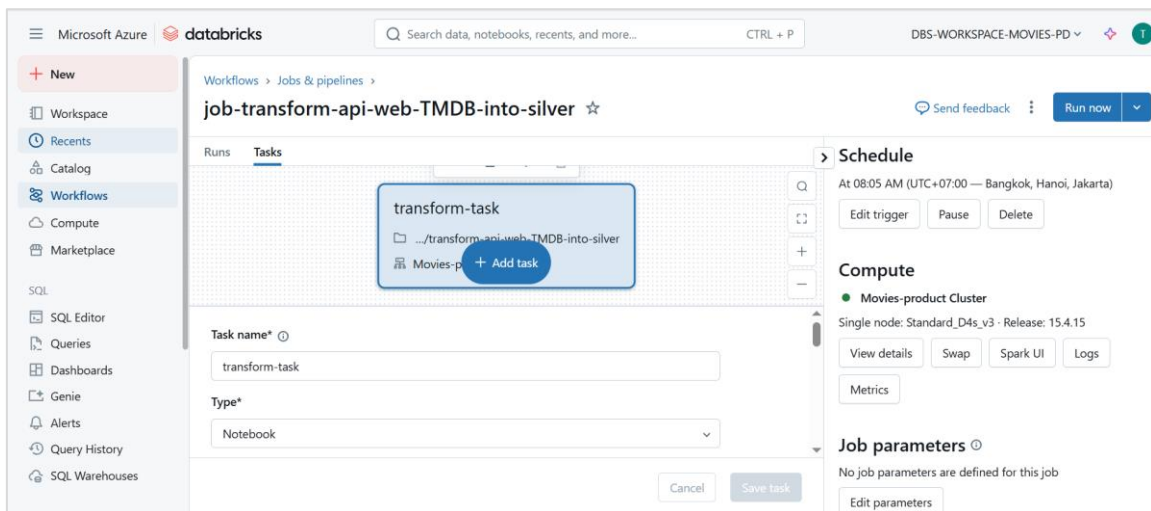 Microsoft Azure databricks Search data, notebooks, recents, and more... CTRL + P DBS-WORKSPACE-MOVIES-PD T
New
Workspace
Recents
Catalog
Workflows
Compute
Marketplace
SQL
SQL Editor
Queries
Dashboards
Genie
Alerts
Query History
SQL Warehouses
Workflows > Jobs & pipelines >
job-transform-api-web-TMDB-into-silver
Send feedback Run now
Runs Tasks
transform-task
.../transform-api-web-TMDB-into-silver
Movies-p + Add task
Task name*
transform-task
Type*
Notebook
Cancel Save task
Schedule
At 08:05 AM (UTC+07:00 — Bangkok, Hanoi, Jakarta)
Edit trigger Pause Delete
Compute
Movies-product Cluster
Single node: Standard_D4s_v3 · Release: 15.4.15
View details Swap Spark UI Logs
Metrics
Job parameters
No job parameters are defined for this job
Edit parameters